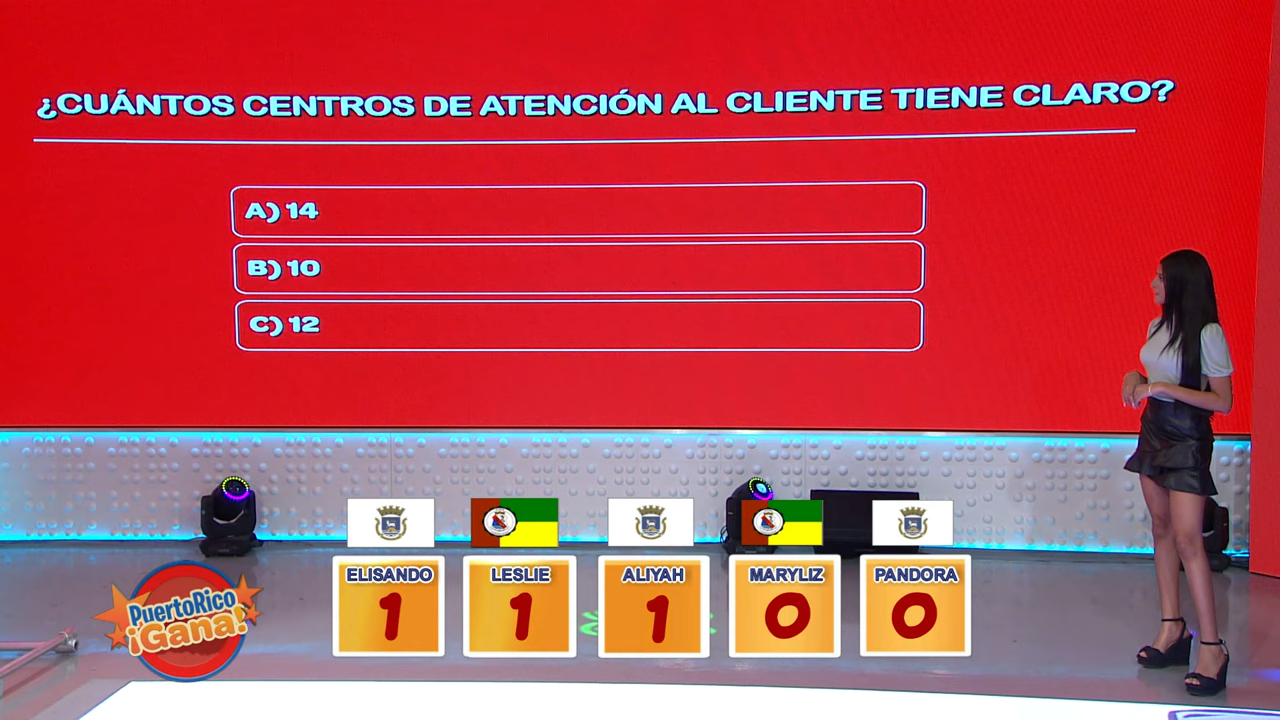 ¿CUÁNTOS CENTROS DE ATENCIÓN AL CLIENTE TIENE CLARO?
A) 14
B) 10
C) 12
ELISANDO
LESLIE
ALIYAH
MARYLIZ
PANDORA
1
1
1
0
0
PuertoRico
¡Gana!